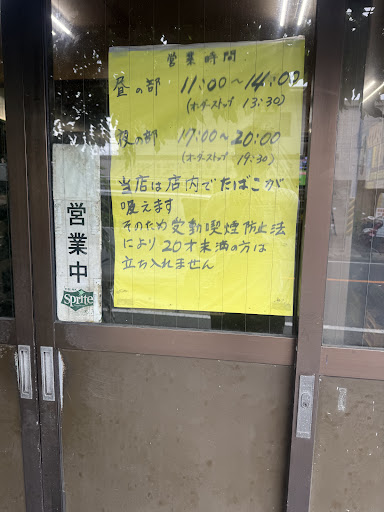 営業時間
昼の部 11:00～14:00
(オーダーストップ 13:30)
夜の部 17:00～20:00
(オーダーストップ 19:30)
当店は店内でたばこが
吸えます
そのため受動喫煙防止法
により20才未満の方は
立ち入れません
営業中
Sprite